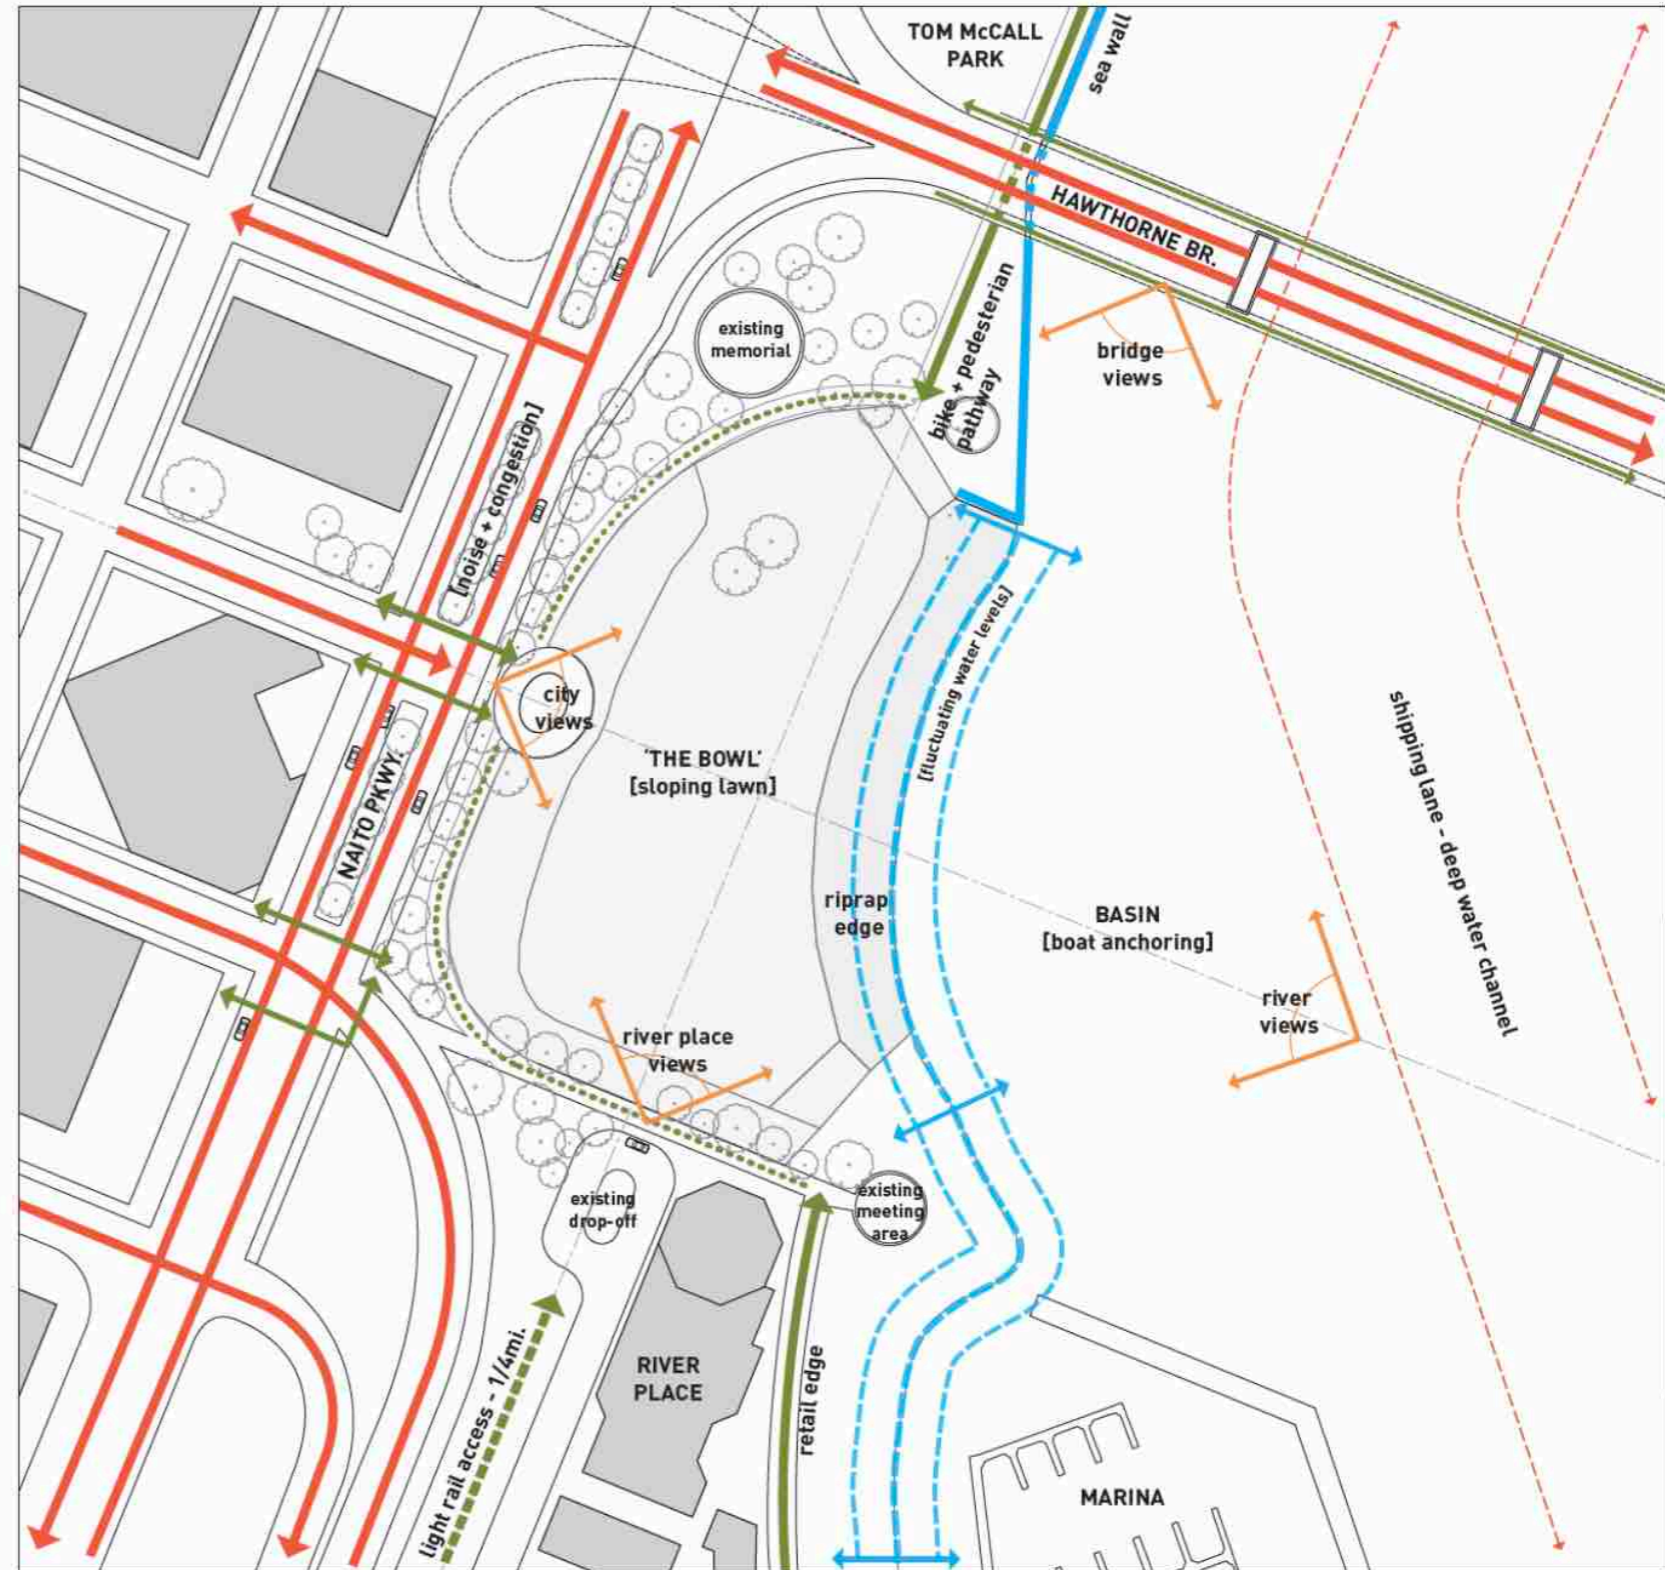 TOM McCALL
PARK
sea wall
HAWTHORNE BR.
existing
memorial
bike + pedesterian
pathway
bridge
views
[noise + congestion]
[fluctuating water levels]
city
views
'THE BOWL'
[sloping lawn]
shipping lane - deep water channel
NAITO PKWY.
riprap
edge
BASIN
[boat anchoring]
river
views
river place
views
existing
drop-off
existing
meeting
area
light rail access - 1/4mi.
RIVER
PLACE
retail edge
MARINA